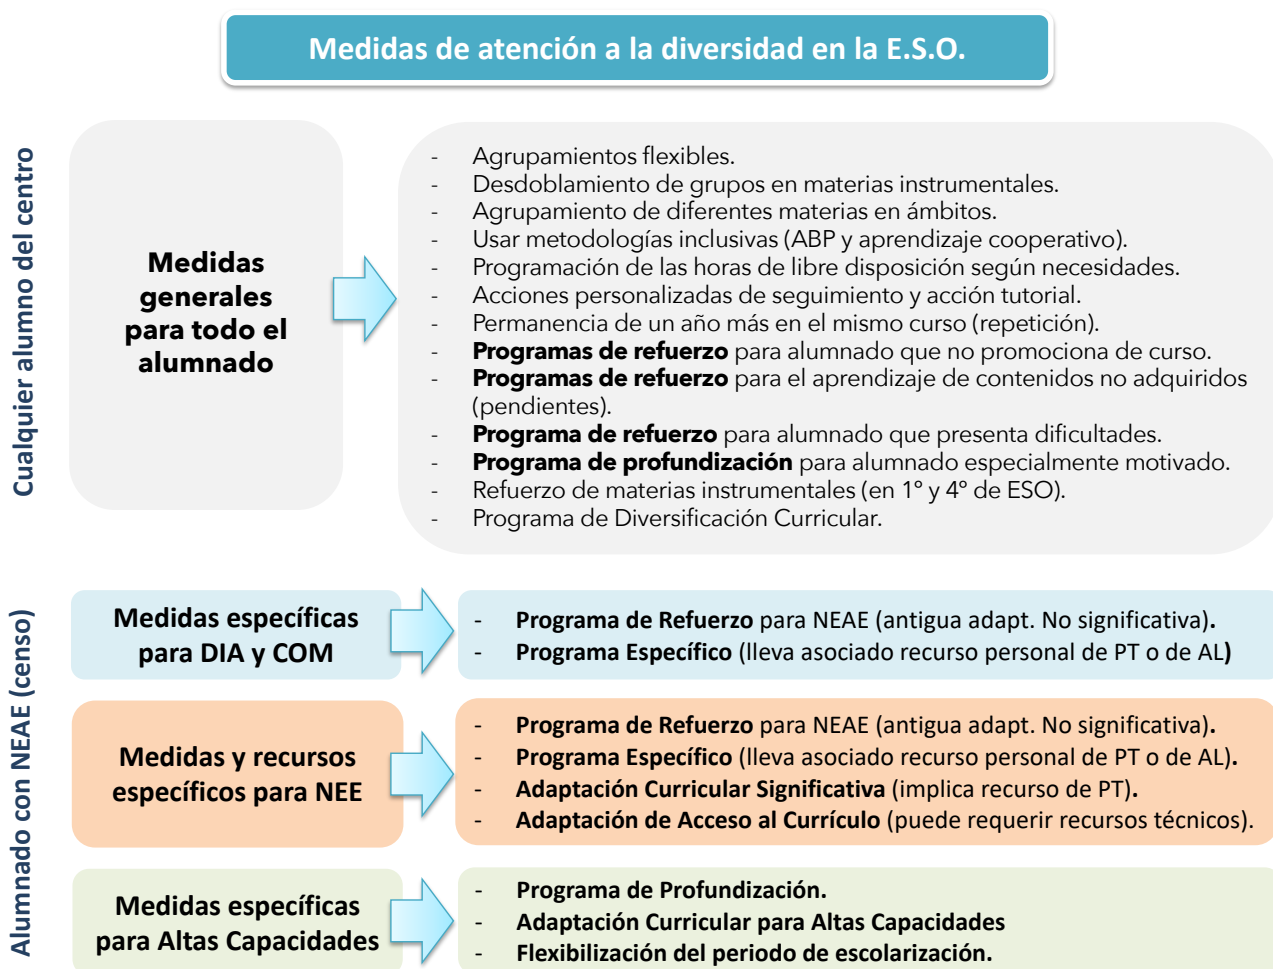 Medidas de atención a la diversidad en la E.S.O.
Cualquier alumno del centro
Medidas
generales
para todo el
alumnado
- Agrupamientos flexibles.
- Desdoblamiento de grupos en materias instrumentales.
- Agrupamiento de diferentes materias en ámbitos.
- Usar metodologías inclusivas (ABP y aprendizaje cooperativo).
- Programación de las horas de libre disposición según necesidades.
- Acciones personalizadas de seguimiento y acción tutorial.
- Permanencia de un año más en el mismo curso (repetición).
- Programas de refuerzo para alumnado que no promociona de curso.
- Programas de refuerzo para el aprendizaje de contenidos no adquiridos
(pendientes).
- Programa de refuerzo para alumnado que presenta dificultades.
- Programa de profundización para alumnado especialmente motivado.
- Refuerzo de materias instrumentales (en 1º y 4º de ESO).
- Programa de Diversificación Curricular.
Alumnado con NEAE (censo)
Medidas específicas
para DIA y COM
- Programa de Refuerzo para NEAE (antigua adapt. No significativa).
- Programa Específico (lleva asociado recurso personal de PT o de AL)
Medidas y recursos
específicos para NEE
- Programa de Refuerzo para NEAE (antigua adapt. No significativa).
- Programa Específico (lleva asociado recurso personal de PT o de AL).
- Adaptación Curricular Significativa (implica recurso de PT).
- Adaptación de Acceso al Currículo (puede requerir recursos técnicos).
Medidas específicas
para Altas Capacidades
- Programa de Profundización.
- Adaptación Curricular para Altas Capacidades
- Flexibilización del periodo de escolarización.